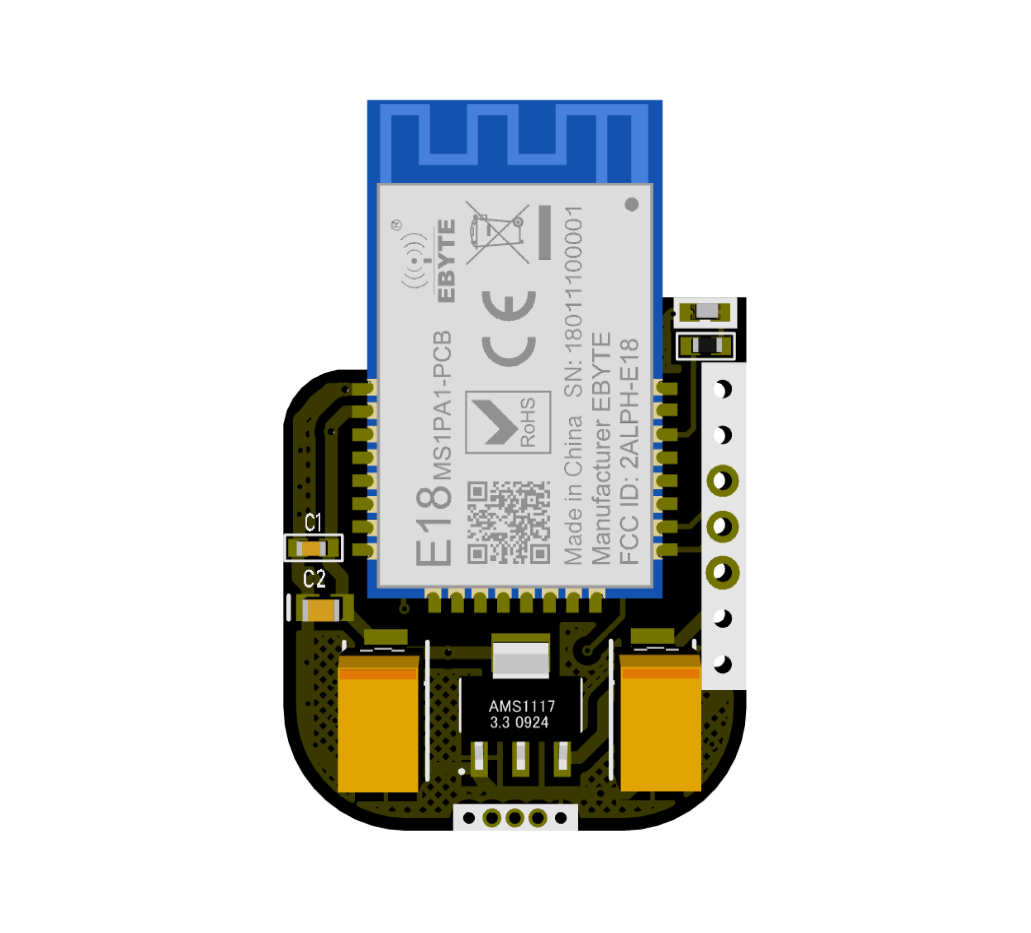 ®
EBYTE
E18 MS1PA1-PCB
CE
RoHS
Made in China SN: 18011100001
Manufacturer EBYTE
FCC ID: 2ALPH-E18
C1
C2
AMS1117
3.3 0924